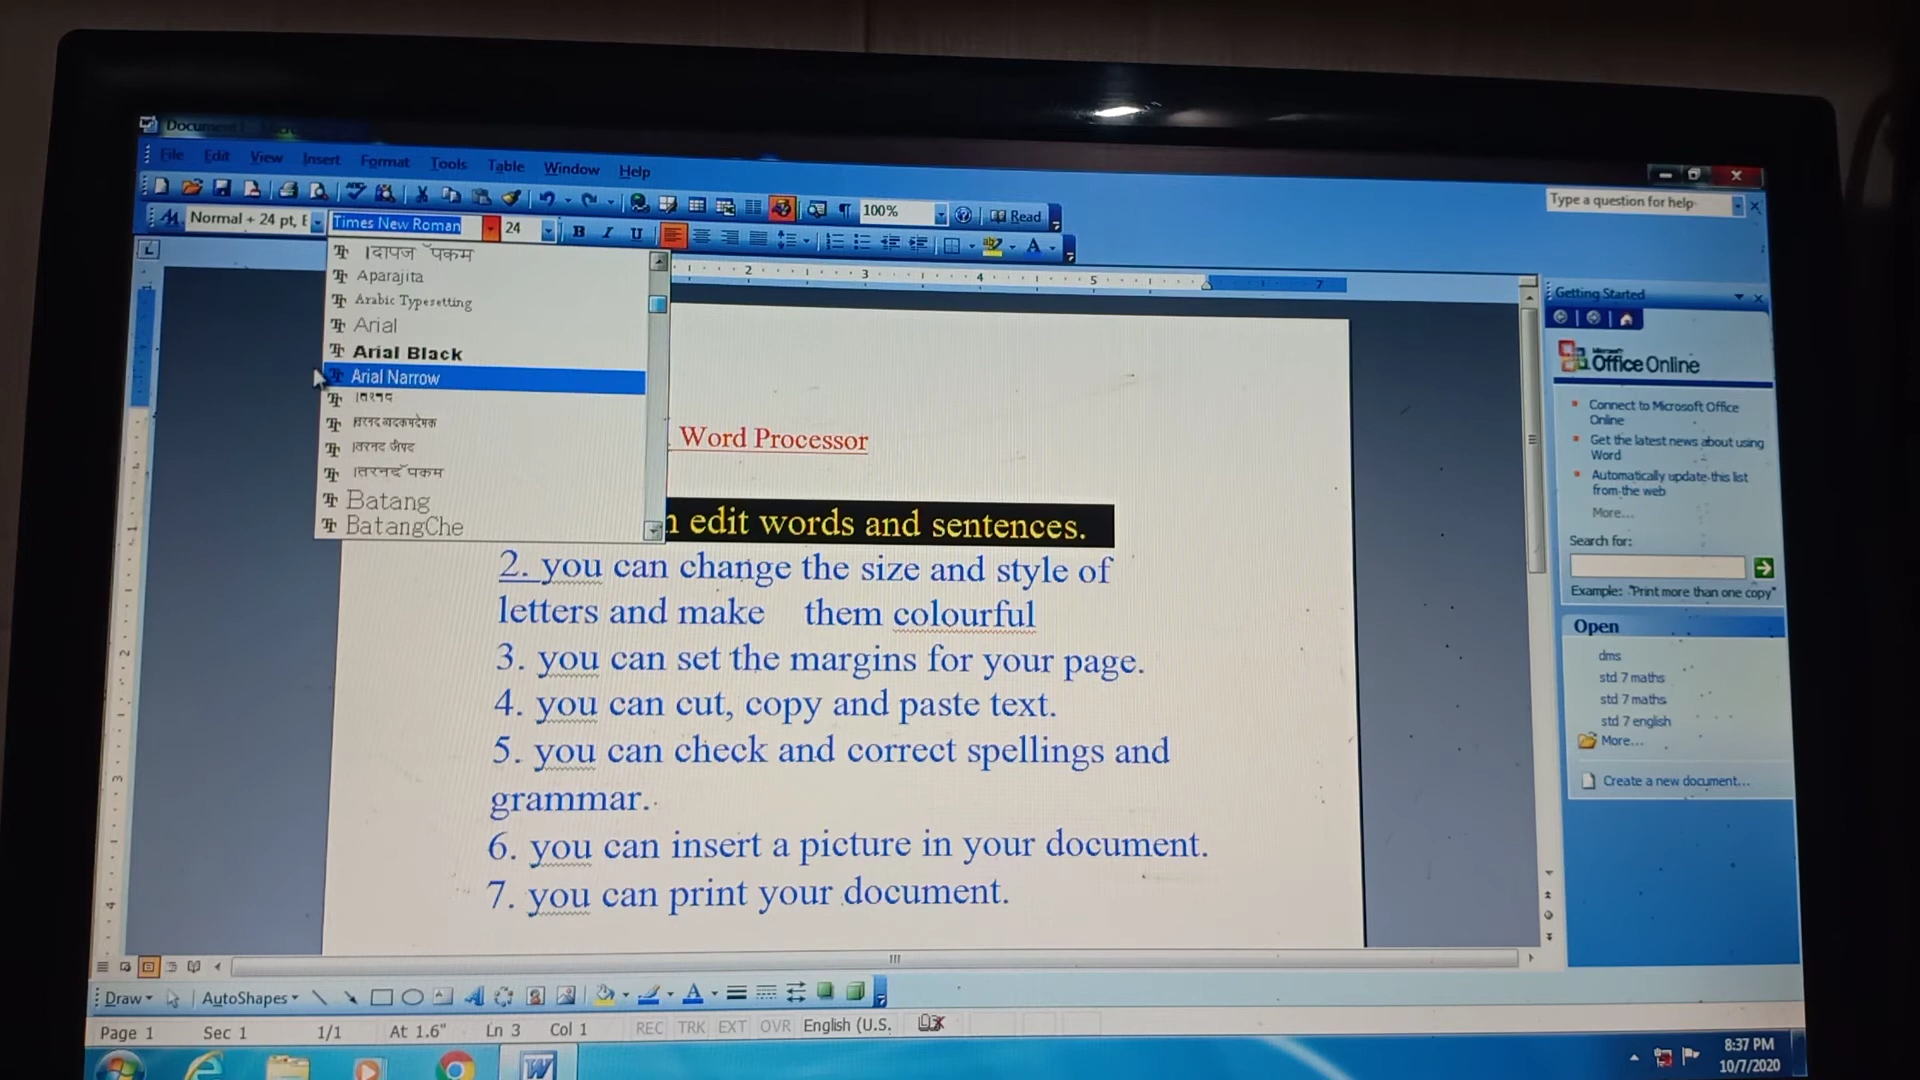 File Edit View Insert Format Tools Table Window Help
Type a question for help
100% Read
Normal + 24 pt, Times New Roman 24 B I U
Aparajita
Arabic Typesetting
Arial
Arial Black
Arial Narrow
Batang
BatangChe
2 3 4 5 7
Getting Started
Microsoft
Office Online
Connect to Microsoft Office
Online
Get the latest news about using
Word
Automatically update this list
from the web
More...
Search for:
Example: "Print more than one copy"
Open
dms
std 7 maths
std 7 maths
std 7 english
More...
Create a new document...
Word Processor
edit words and sentences.
2. you can change the size and style of
letters and make them colourful
3. you can set the margins for your page.
4. you can cut, copy and paste text.
5. you can check and correct spellings and
grammar.
6. you can insert a picture in your document.
7. you can print your document.
Draw AutoShapes
Page 1 Sec 1 1/1 At 1.6" Ln 3 Col 1 REC TRK EXT OVR English (U.S.
8:37 PM
10/7/2020